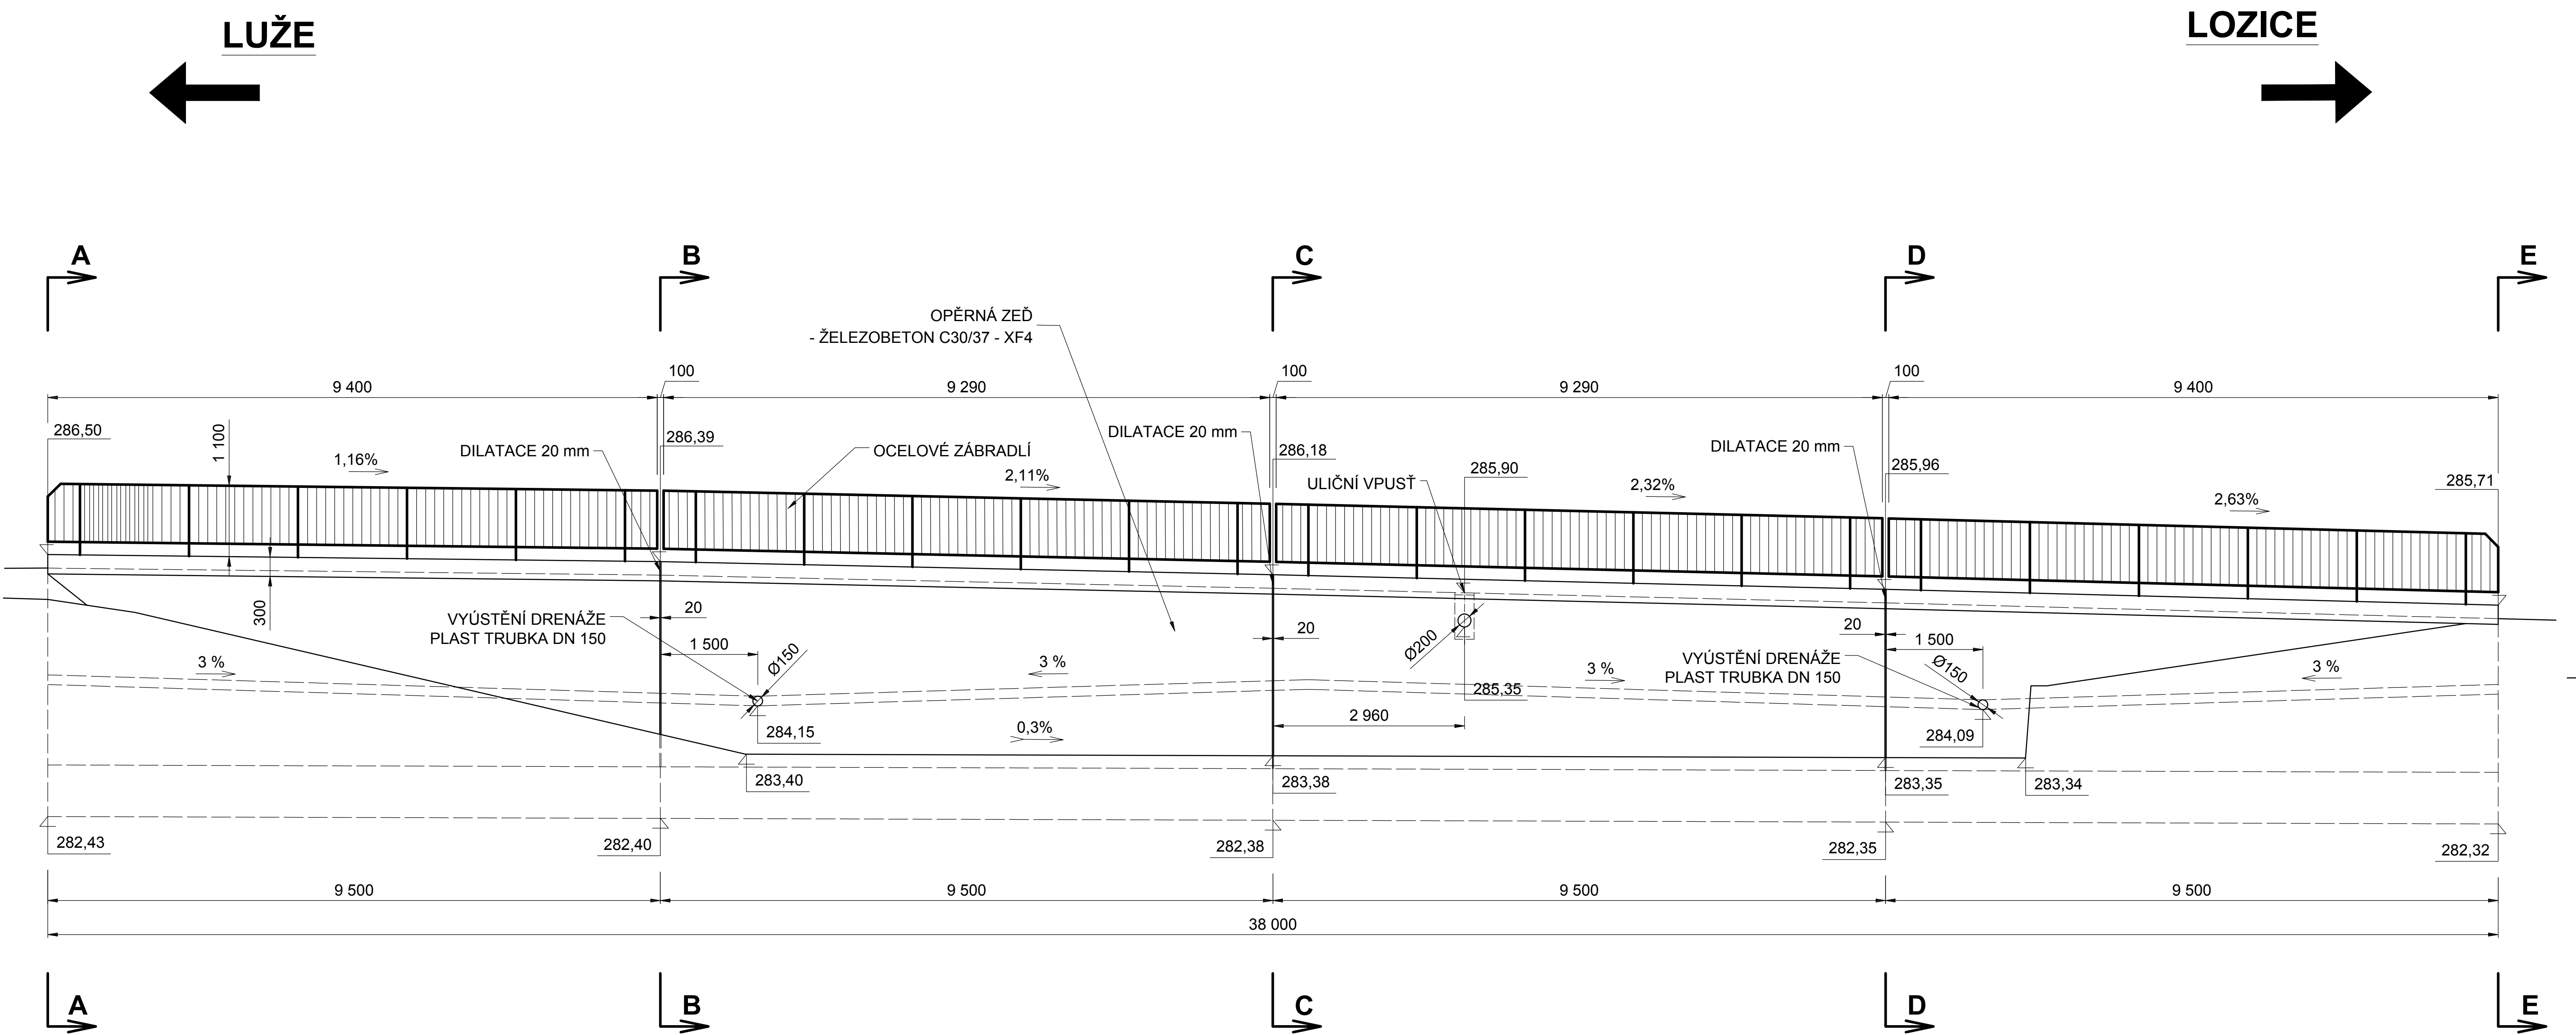 LUŽE
LOZICE
A
B
C
D
E
OPĚRNÁ ZEĎ
- ŽELEZOBETON C30/37 - XF4
9 400
100
9 290
100
9 290
100
9 400
286,50
1 100
1,16%
DILATACE 20 mm
286,39
OCELOVÉ ZÁBRADLÍ
2,11%
DILATACE 20 mm
286,18
ULIČNÍ VPUSŤ
285,90
2,32%
DILATACE 20 mm
285,96
2,63%
285,71
300
VYÚSTĚNÍ DRENÁŽE
PLAST TRUBKA DN 150
20
1 500
Ø150
3 %
3 %
20
Ø200
3 %
20
1 500
VYÚSTĚNÍ DRENÁŽE
PLAST TRUBKA DN 150
Ø150
3 %
285,35
2 960
284,15
0,3%
284,09
283,40
283,38
283,35
283,34
282,43
282,40
282,38
282,35
282,32
9 500
9 500
9 500
9 500
38 000
A
B
C
D
E